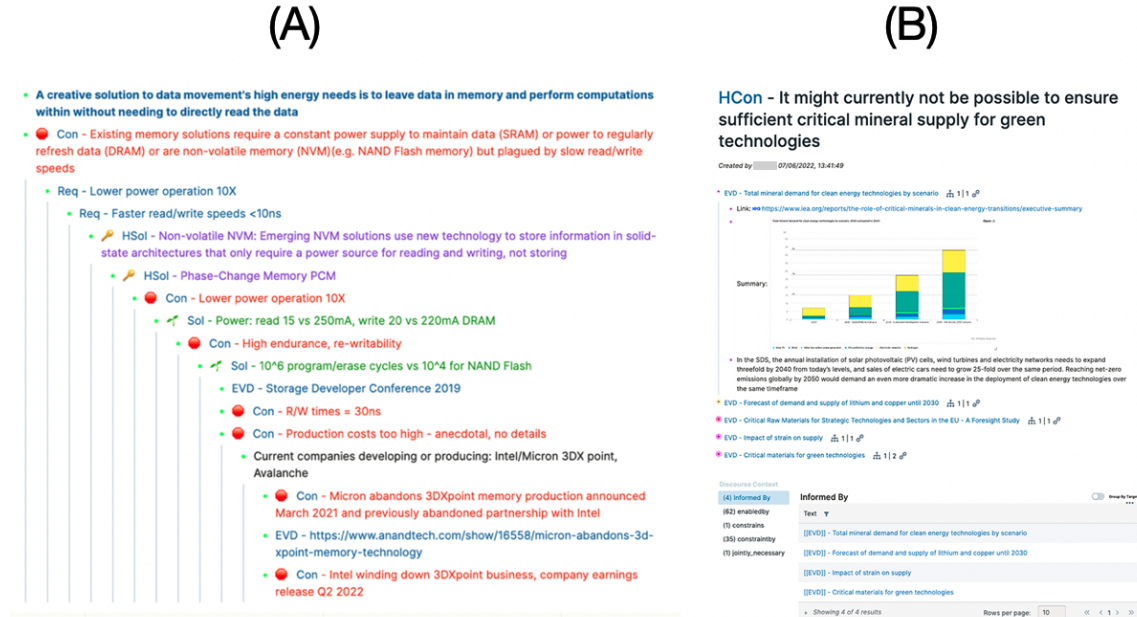 (A)
A creative solution to data movement's high energy needs is to leave data in memory and perform computations
within without needing to directly read the data
Con - Existing memory solutions require a constant power supply to maintain data (SRAM) or power to regularly
refresh data (DRAM) or are non-volatile memory (NVM)(e.g. NAND Flash memory) but plagued by slow read/write
speeds
Req - Lower power operation 10X
Req - Faster read/write speeds <10ns
HSol - Non-volatile NVM: Emerging NVM solutions use new technology to store information in solid-
state architectures that only require a power source for reading and writing, not storing
HSol - Phase-Change Memory PCM
Con - Lower power operation 10X
Sol - Power: read 15 vs 250mA, write 20 vs 220mA DRAM
Con - High endurance, re-writability
Sol - 10^6 program/erase cycles vs 10^4 for NAND Flash
EVD - Storage Developer Conference 2019
Con - R/W times = 30ns
Con - Production costs too high - anecdotal, no details
Current companies developing or producing: Intel/Micron 3DX point,
Avalanche
Con - Micron abandons 3DXpoint memory production announced
March 2021 and previously abandoned partnership with Intel
EVD - https://www.anandtech.com/show/16558/micron-abandons-3d-
xpoint-memory-technology
Con - Intel winding down 3DXpoint business, company earnings
release Q2 2022
(B)
HCon - It might currently not be possible to ensure
sufficient critical mineral supply for green
technologies
Created by 07/06/2022, 13:41:49
EVD - Total mineral demand for clean energy technologies by scenario 1 | 1
Link: https://www.iea.org/reports/the-role-of-critical-minerals-in-clean-energy-transitions/executive-summary
Summary:
In the SDS, the annual installation of solar photovoltaic (PV) cells, wind turbines and electricity networks needs to expand
threefold by 2040 from today's levels, and sales of electric cars need to grow 25-fold over the same period. Reaching net-zero
emissions globally by 2050 would demand an even more dramatic increase in the deployment of clean energy technologies over
the same timeframe
EVD - Forecast of demand and supply of lithium and copper until 2030 1 | 1
EVD - Critical Raw Materials for Strategic Technologies and Sectors in the EU - A Foresight Study 1 | 1
EVD - Impact of strain on supply 1 | 1
EVD - Critical materials for green technologies 1 | 2
Discourse Context
(4) Informed By
(62) enabledby
(1) constrains
(35) constraintby
(1) jointly_necessary
Informed By
Group By Target
Text
[[EVD]] - Total mineral demand for clean energy technologies by scenario
[[EVD]] - Forecast of demand and supply of lithium and copper until 2030
[[EVD]] - Impact of strain on supply
[[EVD]] - Critical materials for green technologies
Showing 4 of 4 results
Rows per page: 10 « < 1 > »